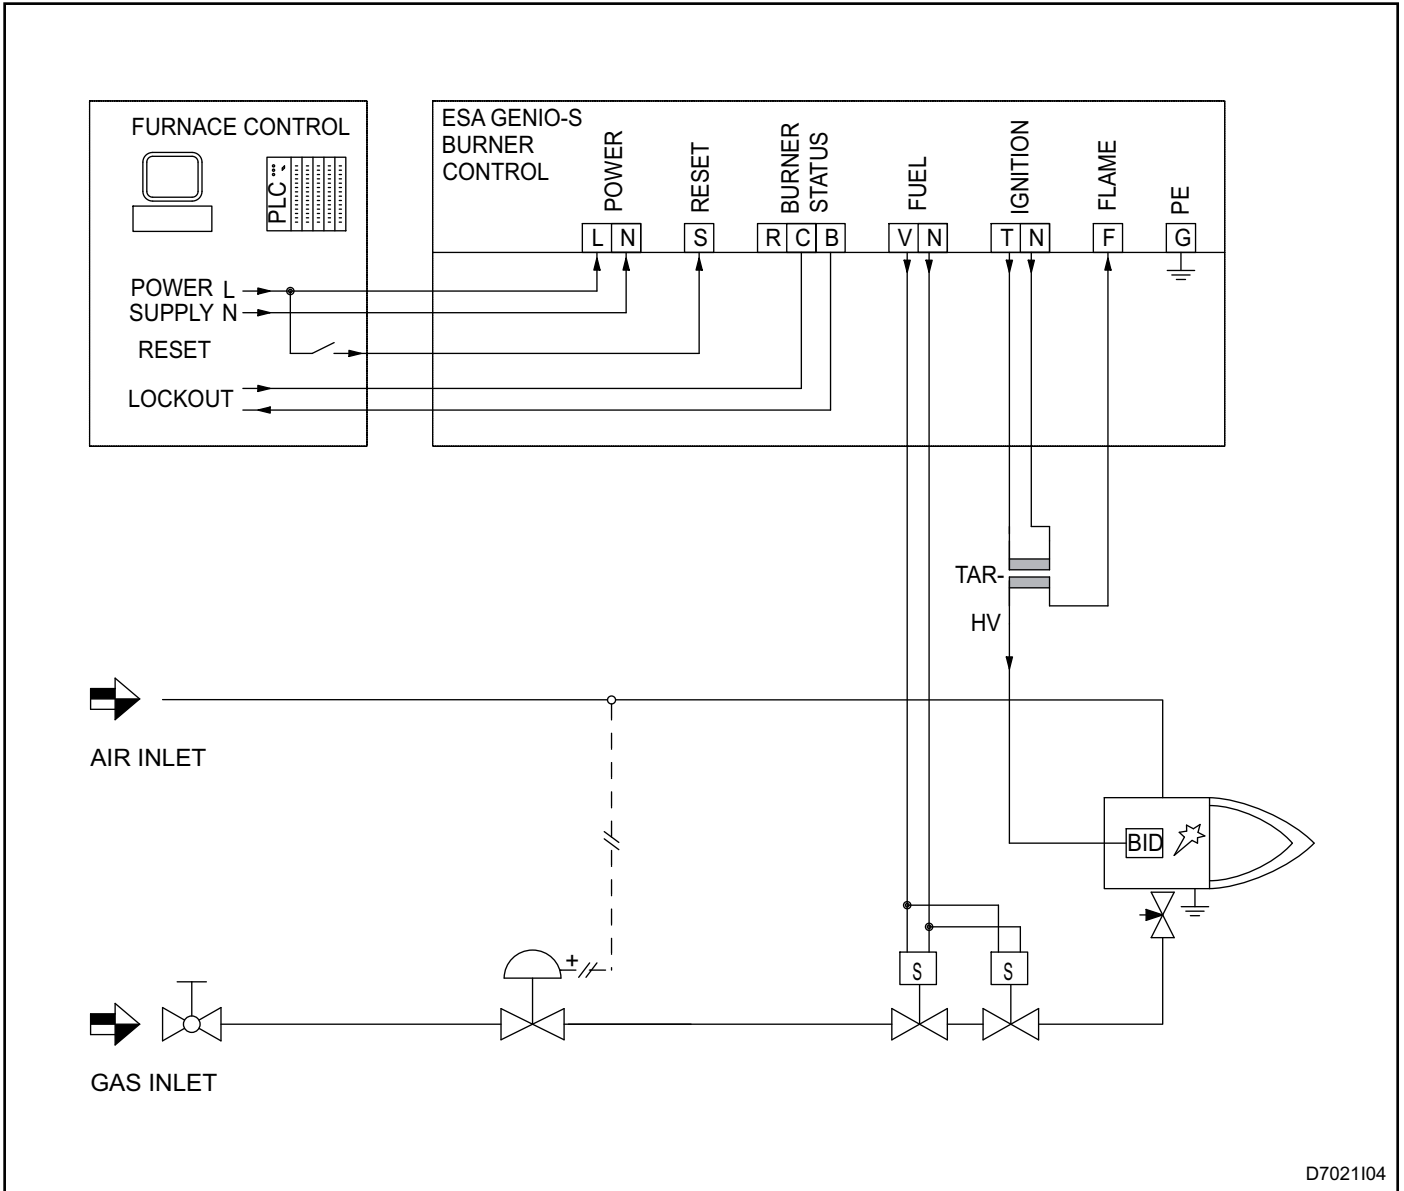 FURNACE CONTROL
PLC
POWER L
SUPPLY N
RESET
LOCKOUT
ESA GENIO-S
BURNER
CONTROL
POWER
RESET
BURNER
STATUS
FUEL
IGNITION
FLAME
PE
L N
S
R C B
V N
T N
F
G
TAR-
HV
AIR INLET
BID
+
S
S
GAS INLET
D7021I04